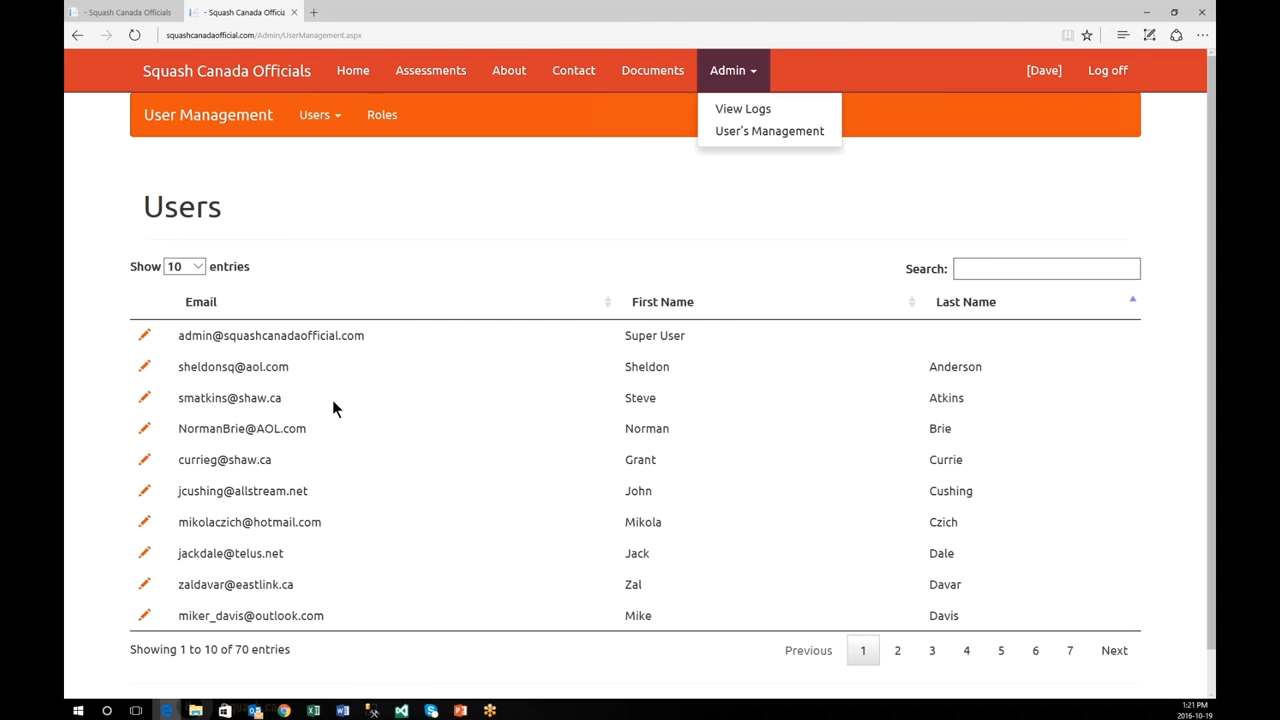 - Squash Canada Officials
- Squash Canada Officia
squashcanadaofficial.com/Admin/UserManagement.aspx
Squash Canada Officials Home Assessments About Contact Documents Admin [Dave] Log off
View Logs
User's Management
User Management Users Roles
Users
Show 10 entries Search:
Email First Name Last Name
admin@squashcanadaofficial.com Super User
sheldonsq@aol.com Sheldon Anderson
smatkins@shaw.ca Steve Atkins
NormanBrie@AOL.com Norman Brie
currieg@shaw.ca Grant Currie
jcushing@allstream.net John Cushing
mikolaczich@hotmail.com Mikola Czich
jackdale@telus.net Jack Dale
zaldavar@eastlink.ca Zal Davar
miker_davis@outlook.com Mike Davis
Showing 1 to 10 of 70 entries Previous 1 2 3 4 5 6 7 Next
1:21 PM
2016-10-19